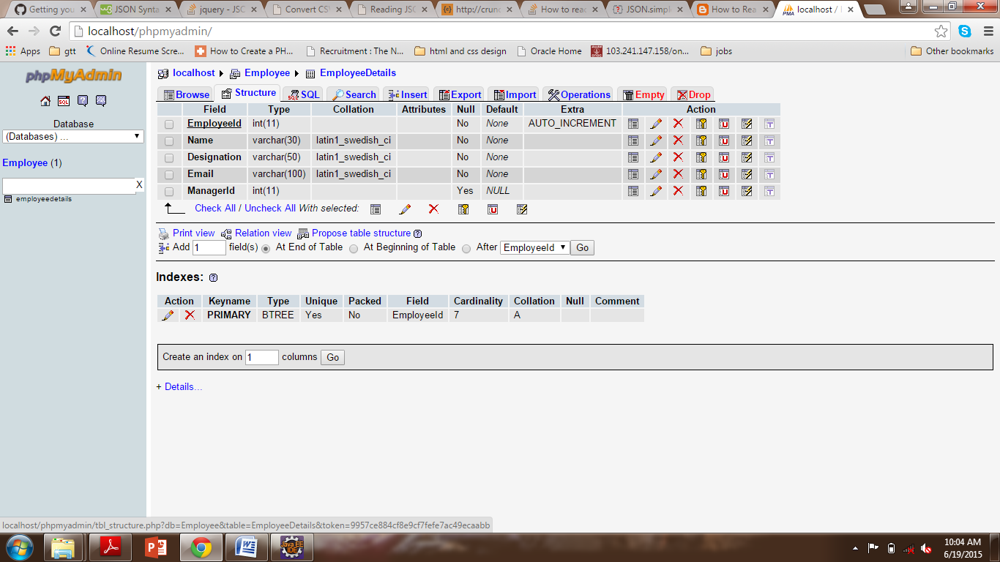 Getting you JSON Synta jquery - JSO Convert CSV Reading JSO http://crunc How to read JSON.simple How to Rea localhost /
localhost/phpmyadmin/
Apps gtt Online Resume Scre... How to Create a PH... Recruitment : The N... html and css design Oracle Home 103.241.147.158/on... jobs Other bookmarks
phpMyAdmin
Database
(Databases) ...
Employee (1)
X
employeedetails
localhost Employee EmployeeDetails
Browse Structure SQL Search Insert Export Import Operations Empty Drop
Field Type Collation Attributes Null Default Extra Action
EmployeeId int(11) No None AUTO_INCREMENT
Name varchar(30) latin1_swedish_ci No None
Designation varchar(50) latin1_swedish_ci No None
Email varchar(100) latin1_swedish_ci No None
ManagerId int(11) Yes NULL
Check All / Uncheck All With selected:
Print view Relation view Propose table structure
Add 1 field(s) At End of Table At Beginning of Table After EmployeeId Go
Indexes:
Action Keyname Type Unique Packed Field Cardinality Collation Null Comment
PRIMARY BTREE Yes No EmployeeId 7 A
Create an index on 1 columns Go
+ Details...
localhost/phpmyadmin/tbl_structure.php?db=Employee&table=EmployeeDetails&token=9957ce884cf8e9cf7fefe7ac49ecaabb
Java EE
IDE
10:04 AM
6/19/2015